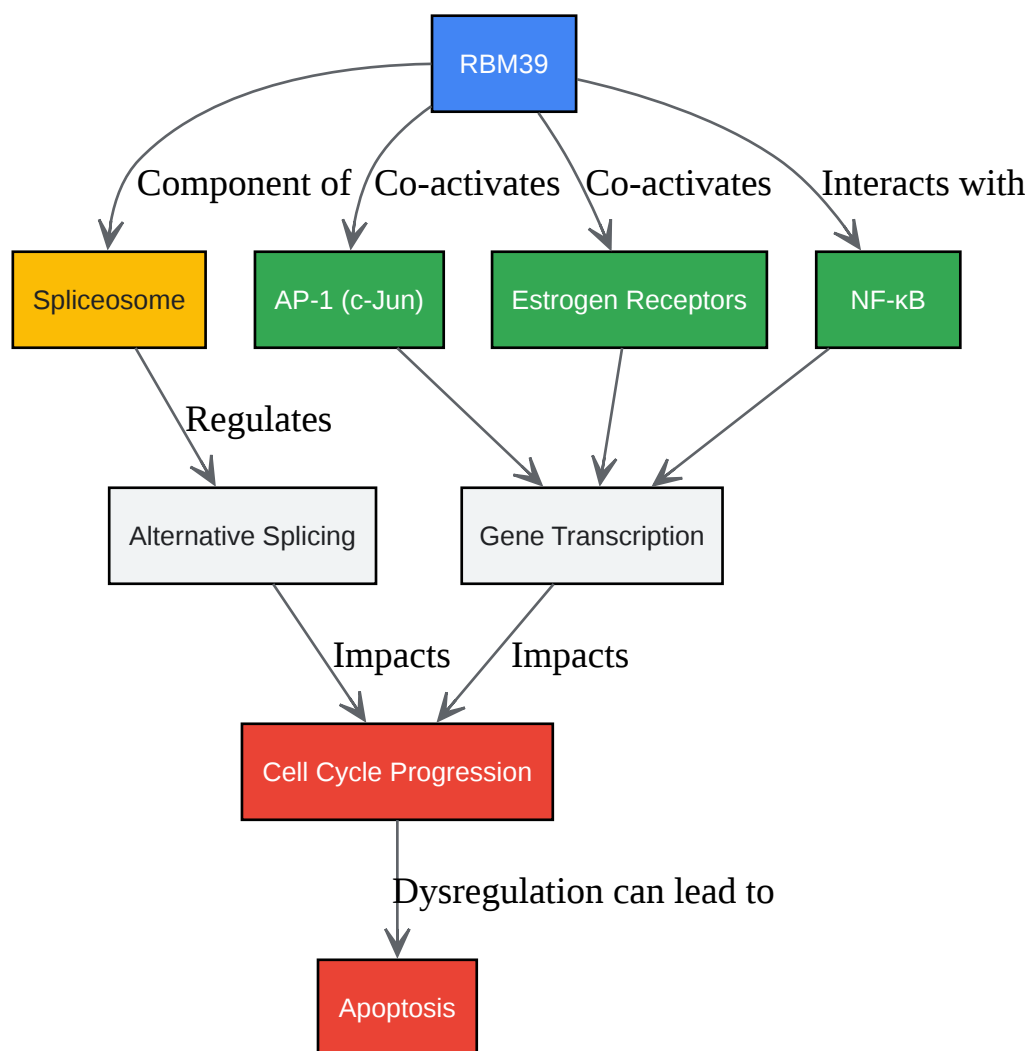 RBM39
Component of
Co-activates
Co-activates
Interacts with
Spliceosome
AP-1 (c-Jun)
Estrogen Receptors
NF-κB
Regulates
Alternative Splicing
Gene Transcription
Impacts
Impacts
Cell Cycle Progression
Dysregulation can lead to
Apoptosis